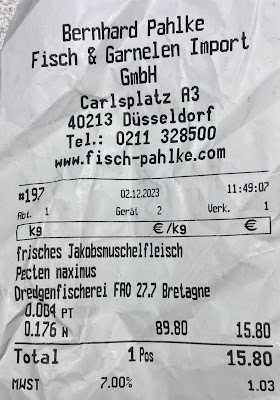 Bernhard Pahlke
Fisch & Garnelen Import
GmbH
Carlsplatz A3
40213 Düsseldorf
Tel.: 0211 328500
www.fisch-pahlke.com
#197 02.12.2023 11:49:07
Abt. 1 Gerät 2 Verk. 1
kg €/kg €
frisches Jakobsmuschelfleisch
Pecten maximus
Dredgenfischerei FAO 27.7 Bretagne
0.004 PT
0.176 N 89.80 15.80
Total 1 Pos 15.80
MWST 7.00% 1.03